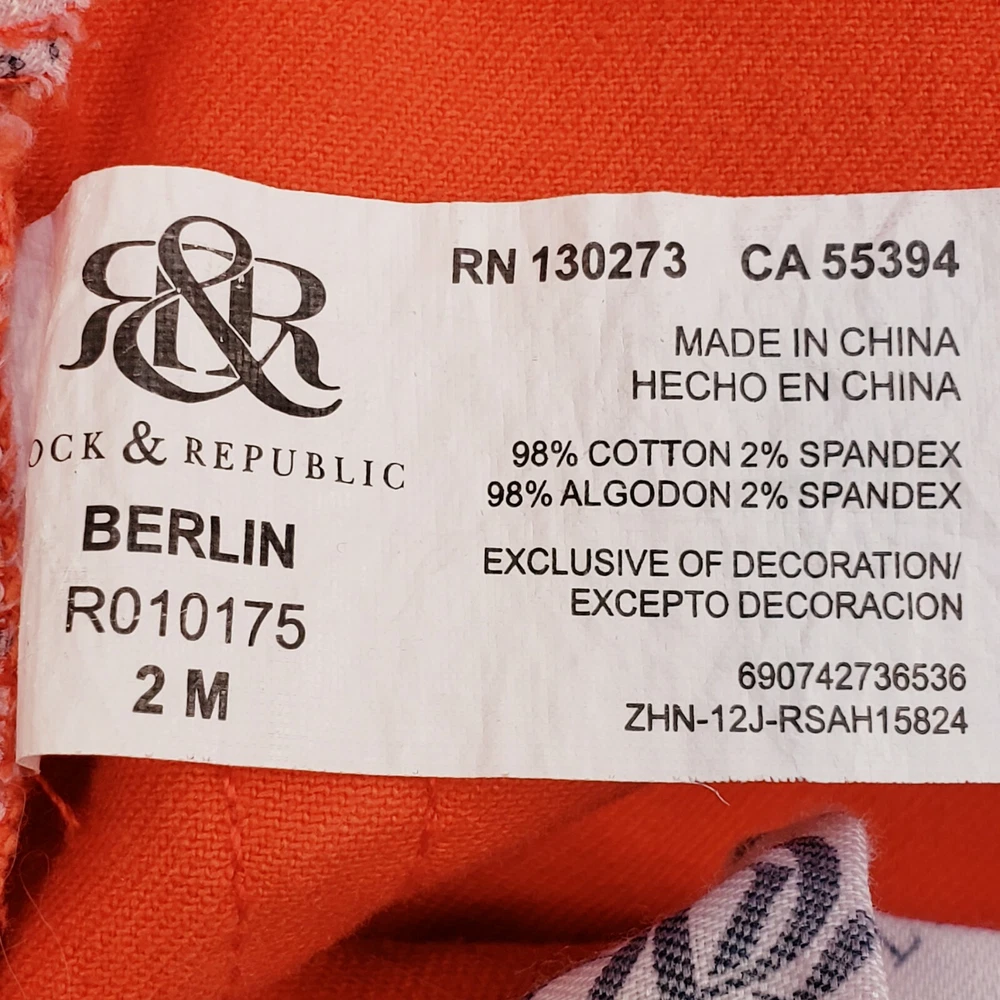 R&R
OCK & REPUBLIC
BERLIN
R010175
2 M
RN 130273 CA 55394
MADE IN CHINA
HECHO EN CHINA
98% COTTON 2% SPANDEX
98% ALGODON 2% SPANDEX
EXCLUSIVE OF DECORATION/
EXCEPTO DECORACION
690742736536
ZHN-12J-RSAH15824